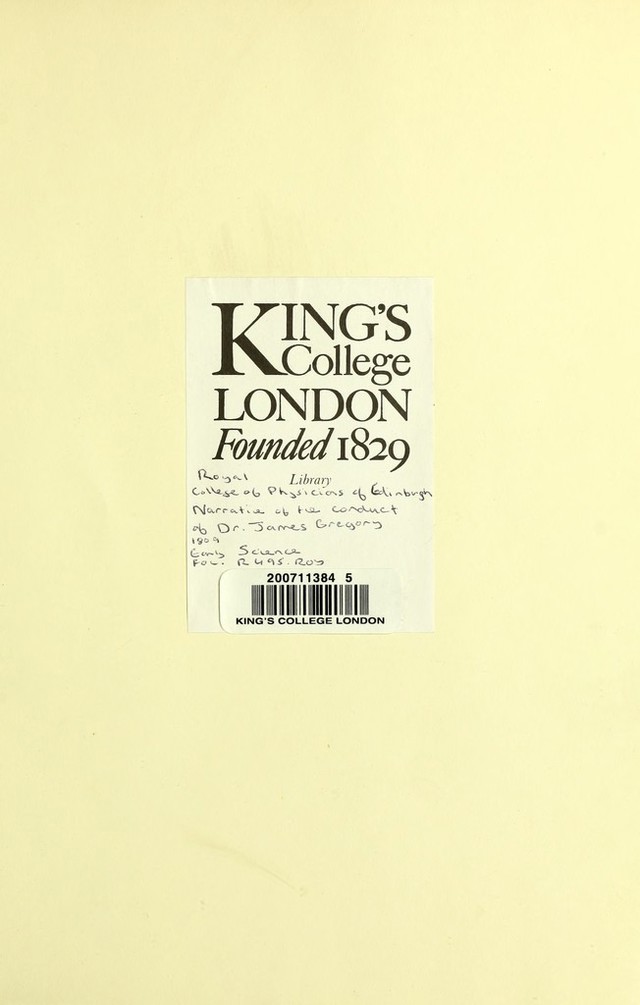 KING'S
College
LONDON
Founded 1829
Library
Royal
College of Physicians of Edinburgh
Narrative of the conduct
of Dr. James Gregory
1809
Early Science
FOL. R495.ROY
200711384 5
KING'S COLLEGE LONDON